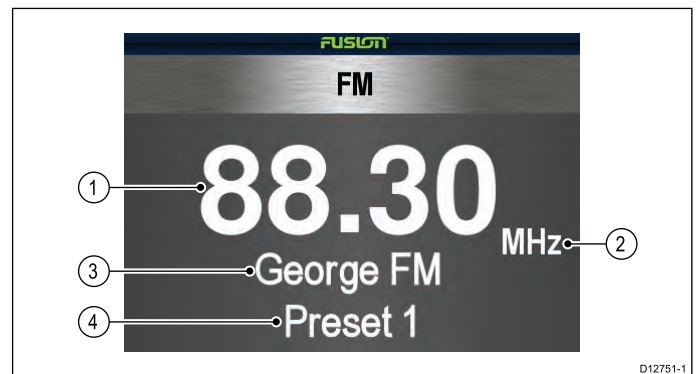 FUSION
FM
1
88.30
MHz
2
3
George FM
4
Preset 1
D12751-1